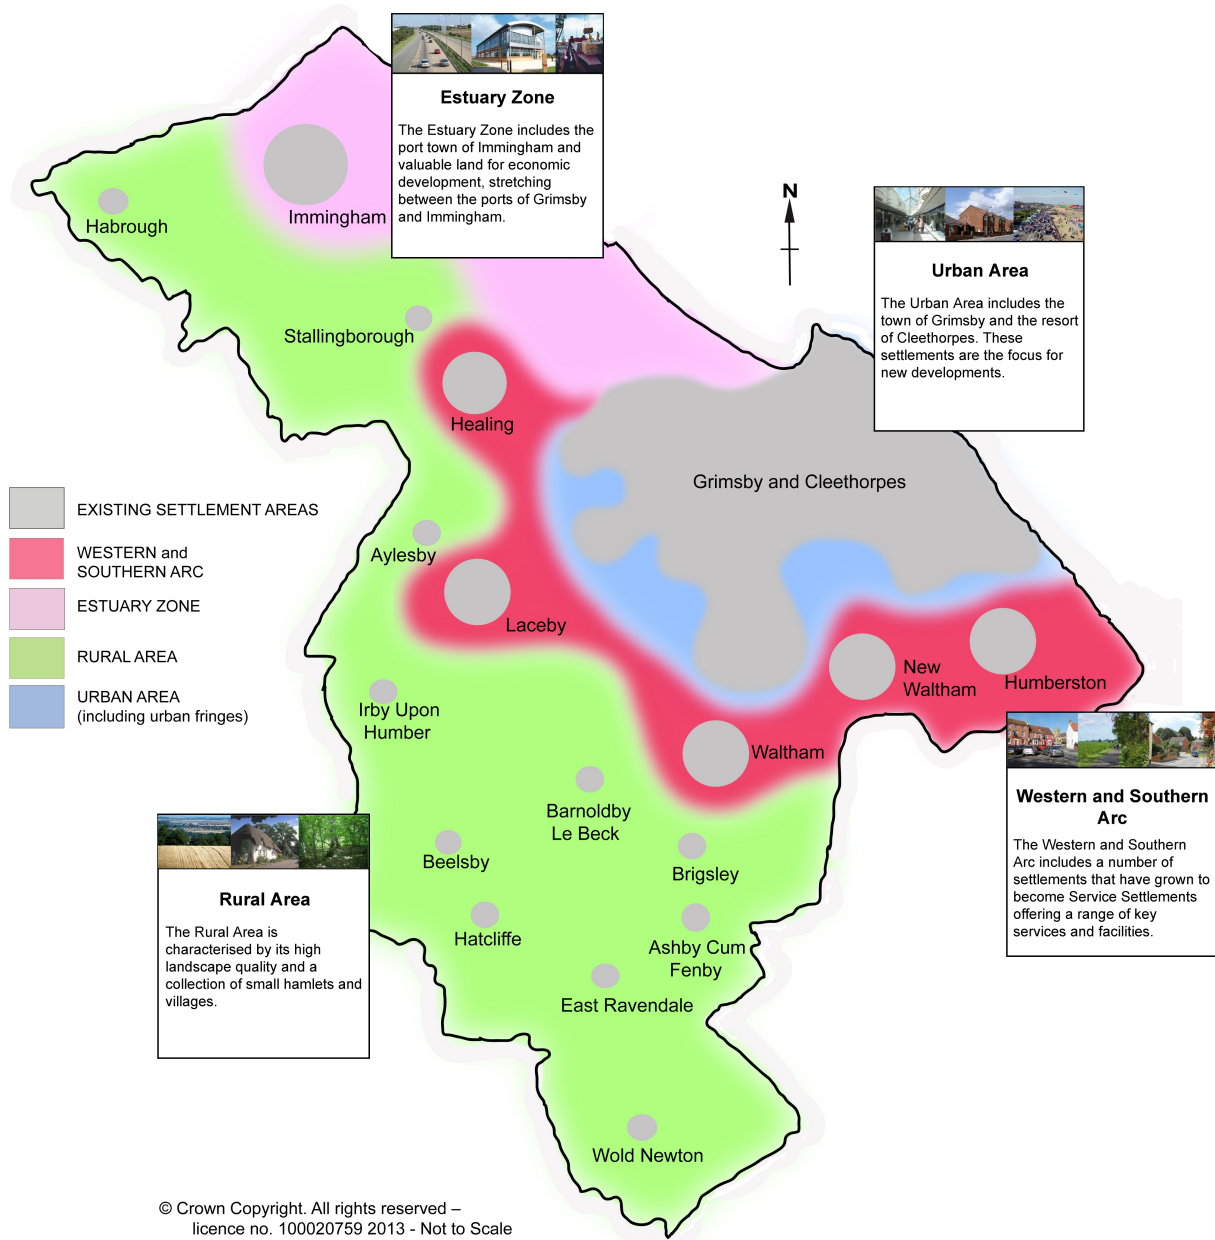 Estuary Zone
The Estuary Zone includes the
port town of Immingham and
valuable land for economic
development, stretching
between the ports of Grimsby
and Immingham.
N
Urban Area
The Urban Area includes the
town of Grimsby and the resort
of Cleethorpes. These
settlements are the focus for
new developments.
Immingham
Habrough
Stallingborough
Healing
Grimsby and Cleethorpes
EXISTING SETTLEMENT AREAS
WESTERN and
SOUTHERN ARC
ESTUARY ZONE
RURAL AREA
URBAN AREA
(including urban fringes)
Aylesby
Laceby
New
Waltham
Humberston
Irby Upon
Humber
Waltham
Barnoldby
Le Beck
Beelsby
Brigsley
Hatcliffe
Ashby Cum
Fenby
East Ravendale
Wold Newton
Western and Southern
Arc
The Western and Southern
Arc includes a number of
settlements that have grown to
become Service Settlements
offering a range of key
services and facilities.
Rural Area
The Rural Area is
characterised by its high
landscape quality and a
collection of small hamlets and
villages.
© Crown Copyright. All rights reserved –
licence no. 100020759 2013 - Not to Scale